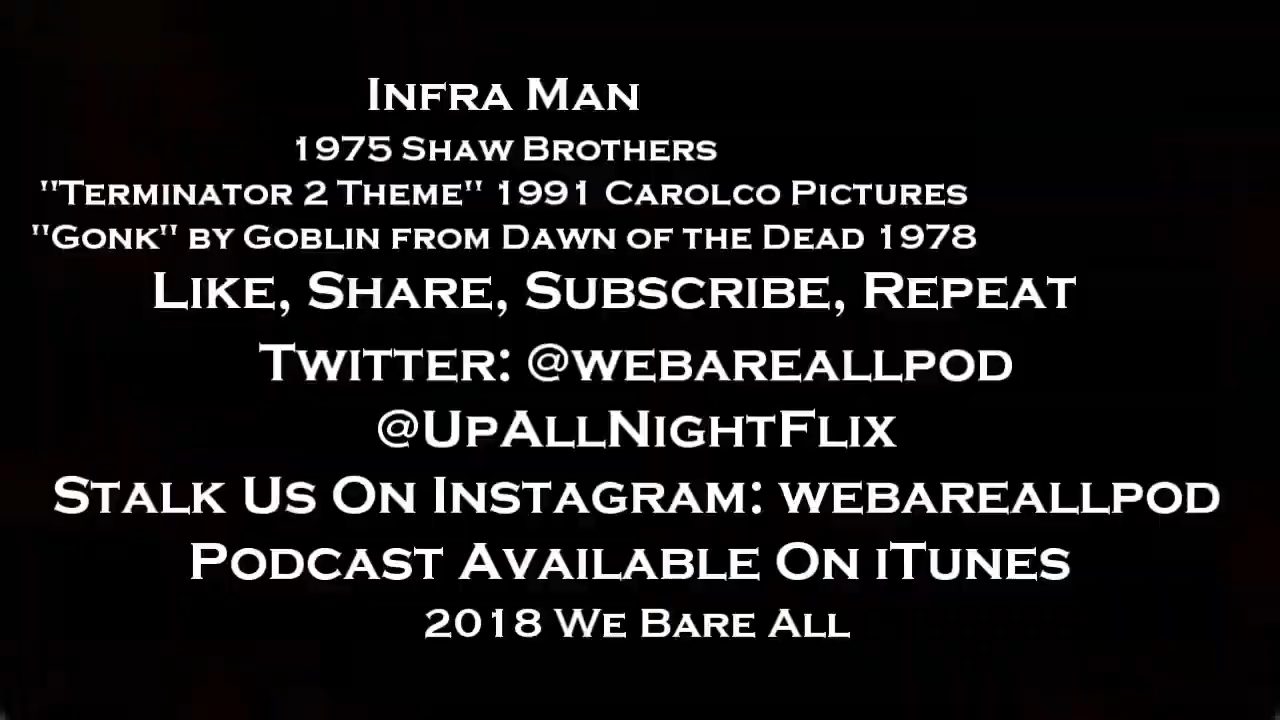 Infra Man
1975 Shaw Brothers
"Terminator 2 Theme" 1991 Carolco Pictures
"Gonk" by Goblin from Dawn of the Dead 1978
Like, Share, Subscribe, Repeat
Twitter: @webareallpod
@UpAllNightFlix
Stalk Us On Instagram: webareallpod
Podcast Available On iTunes
2018 We Bare All